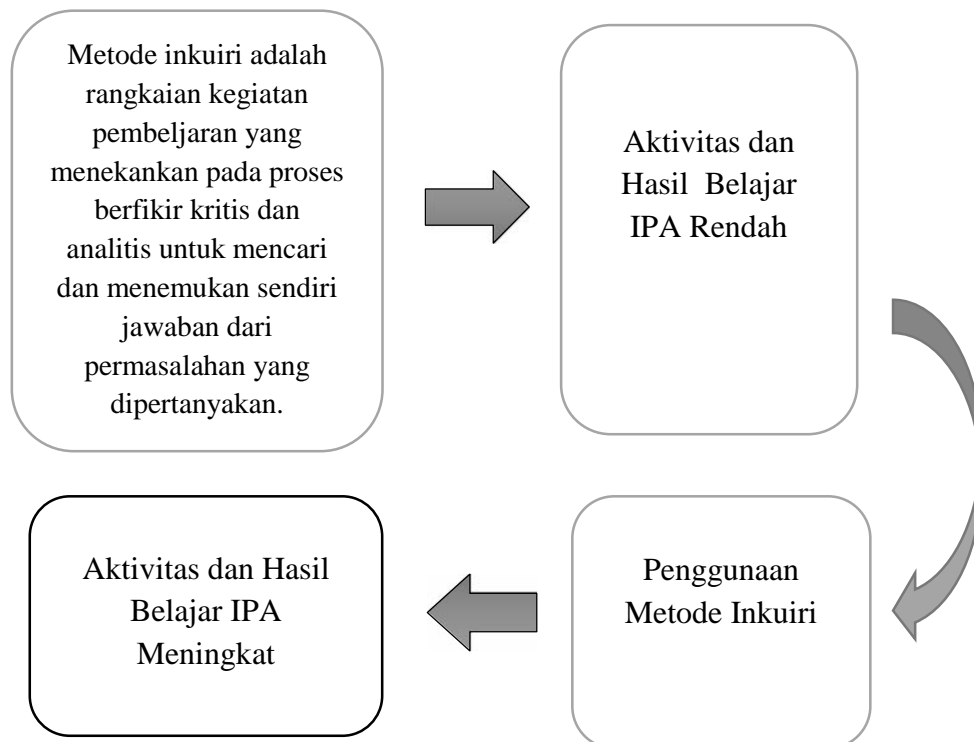 Metode inkuiri adalah
rangkaian kegiatan
pembeljaran yang
menekankan pada proses
berfikir kritis dan
analitis untuk mencari
dan menemukan sendiri
jawaban dari
permasalahan yang
dipertanyakan.
Aktivitas dan
Hasil Belajar
IPA Rendah
Penggunaan
Metode Inkuiri
Aktivitas dan Hasil
Belajar IPA
Meningkat